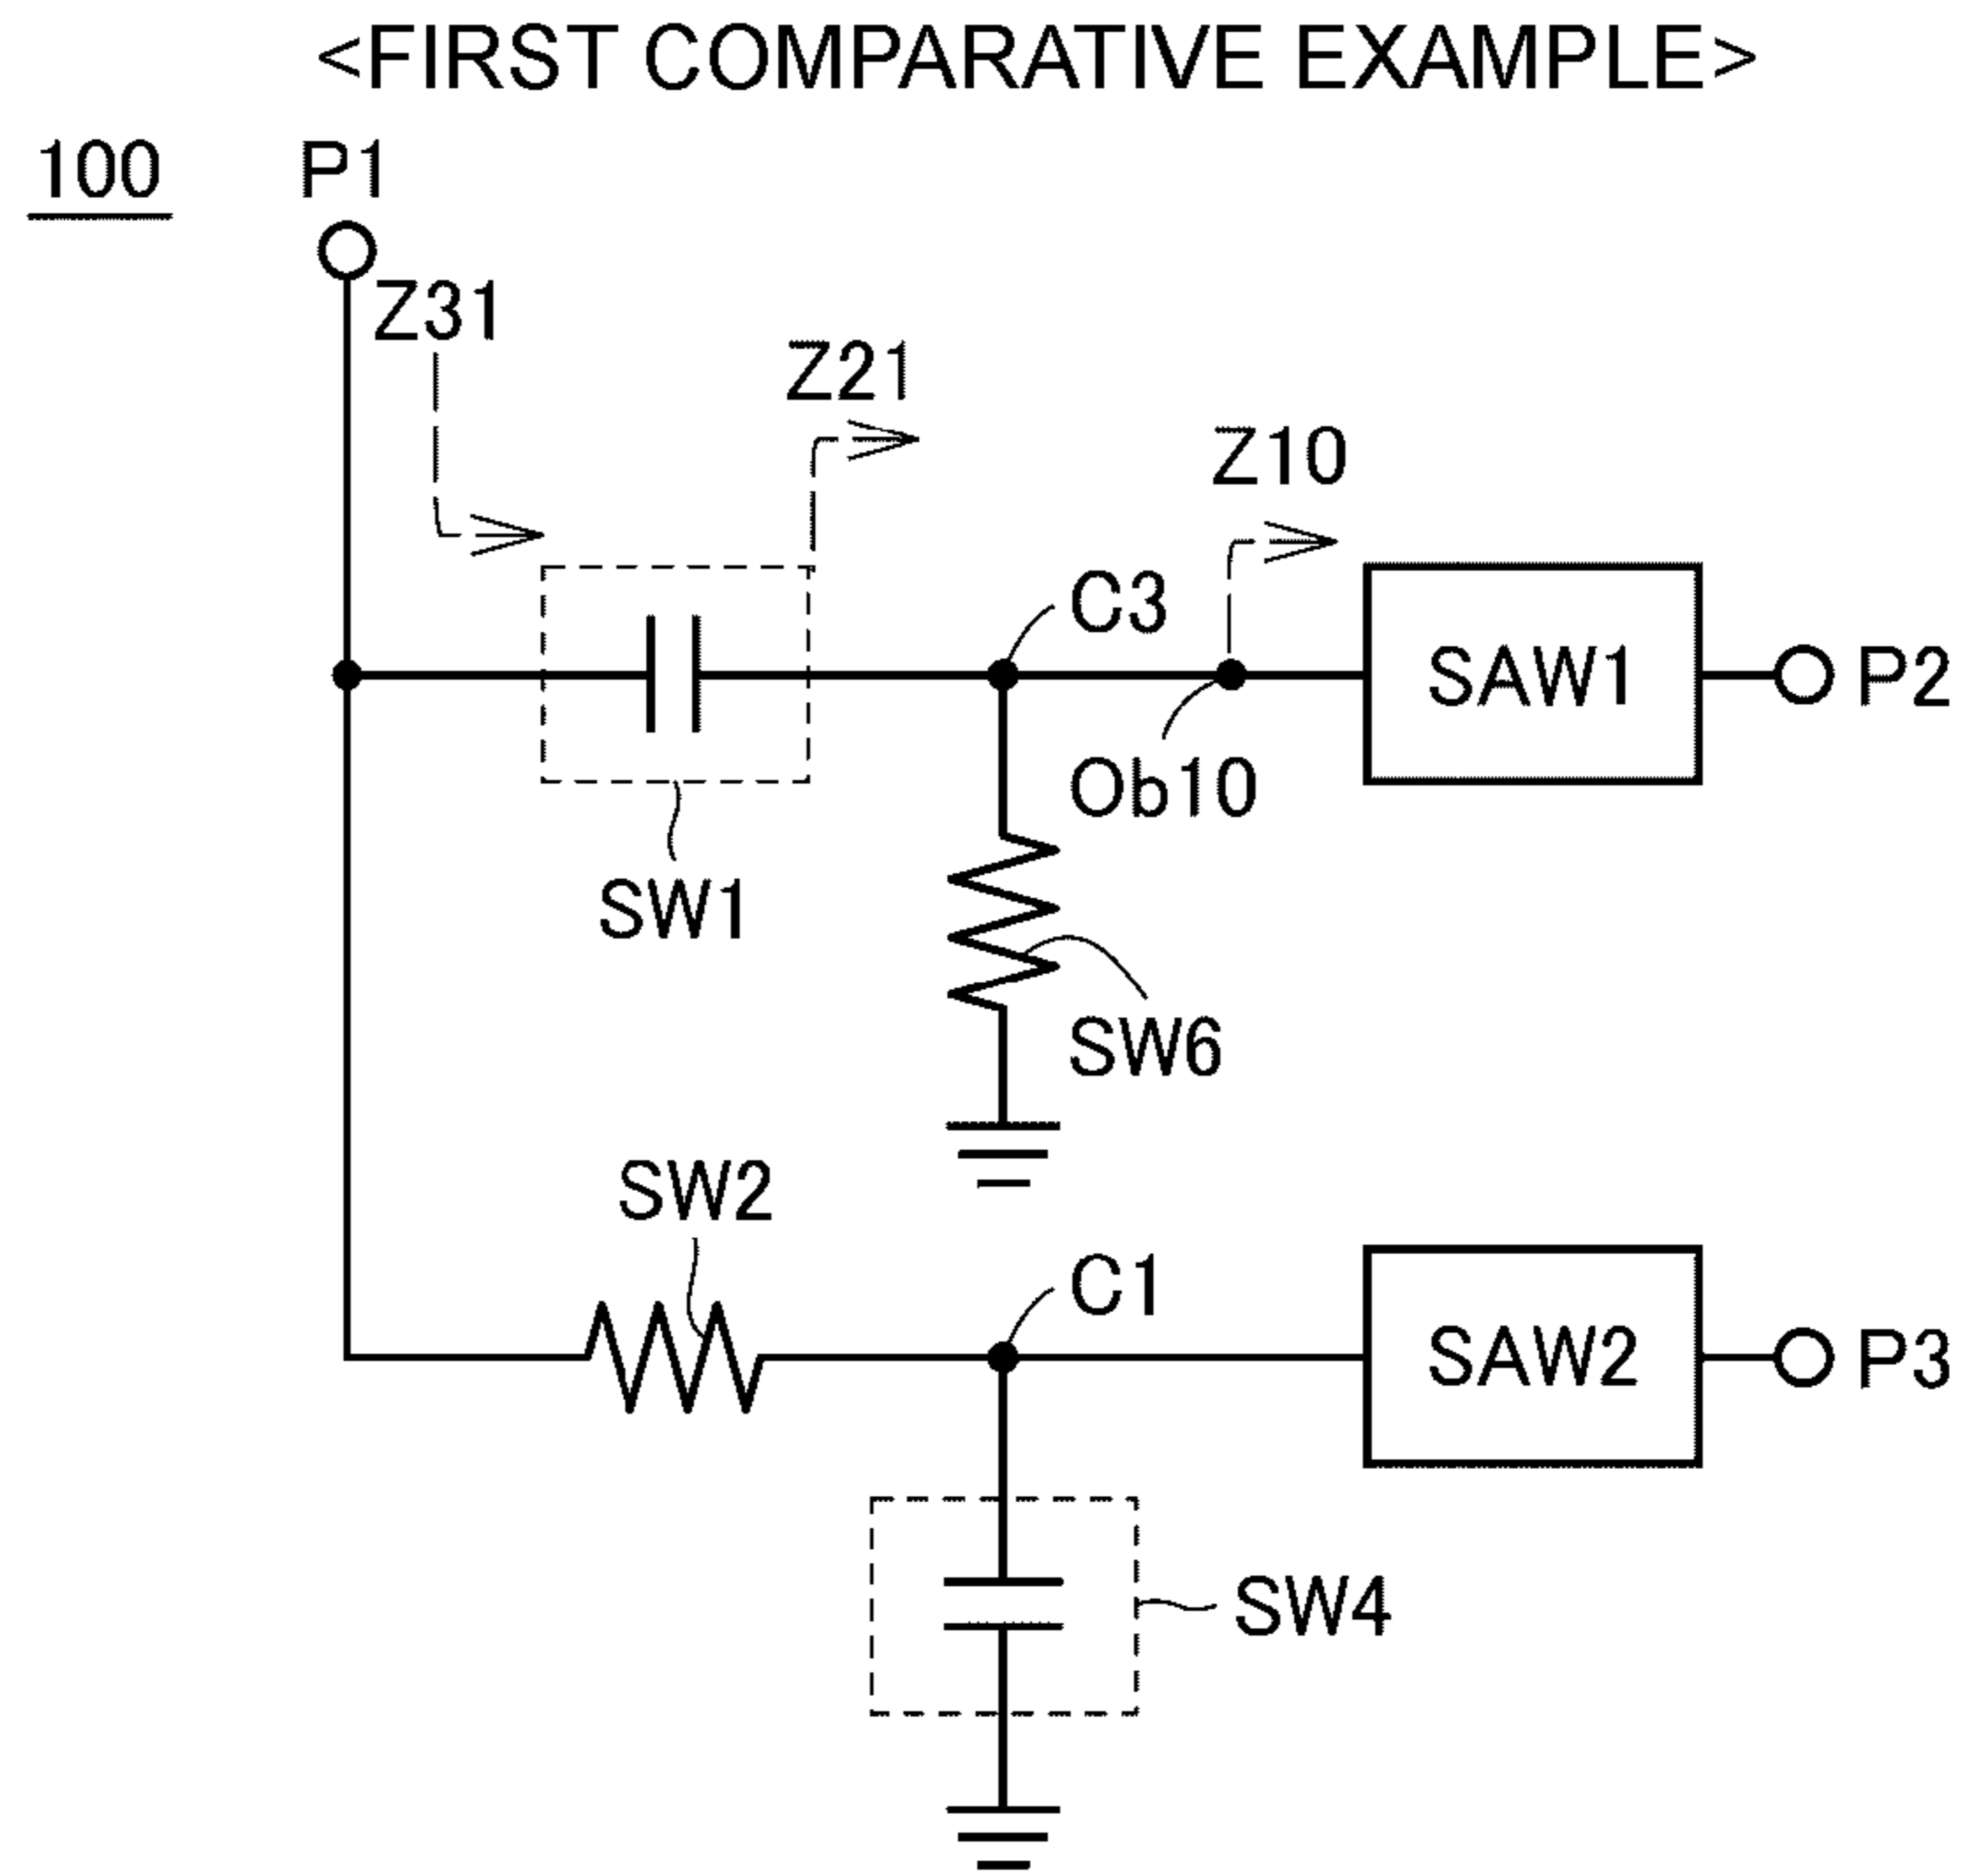 <FIRST COMPARATIVE EXAMPLE>
100
P1
Z31
Z21
Z10
C3
SAW1
P2
Ob10
SW1
SW6
SW2
C1
SAW2
P3
SW4